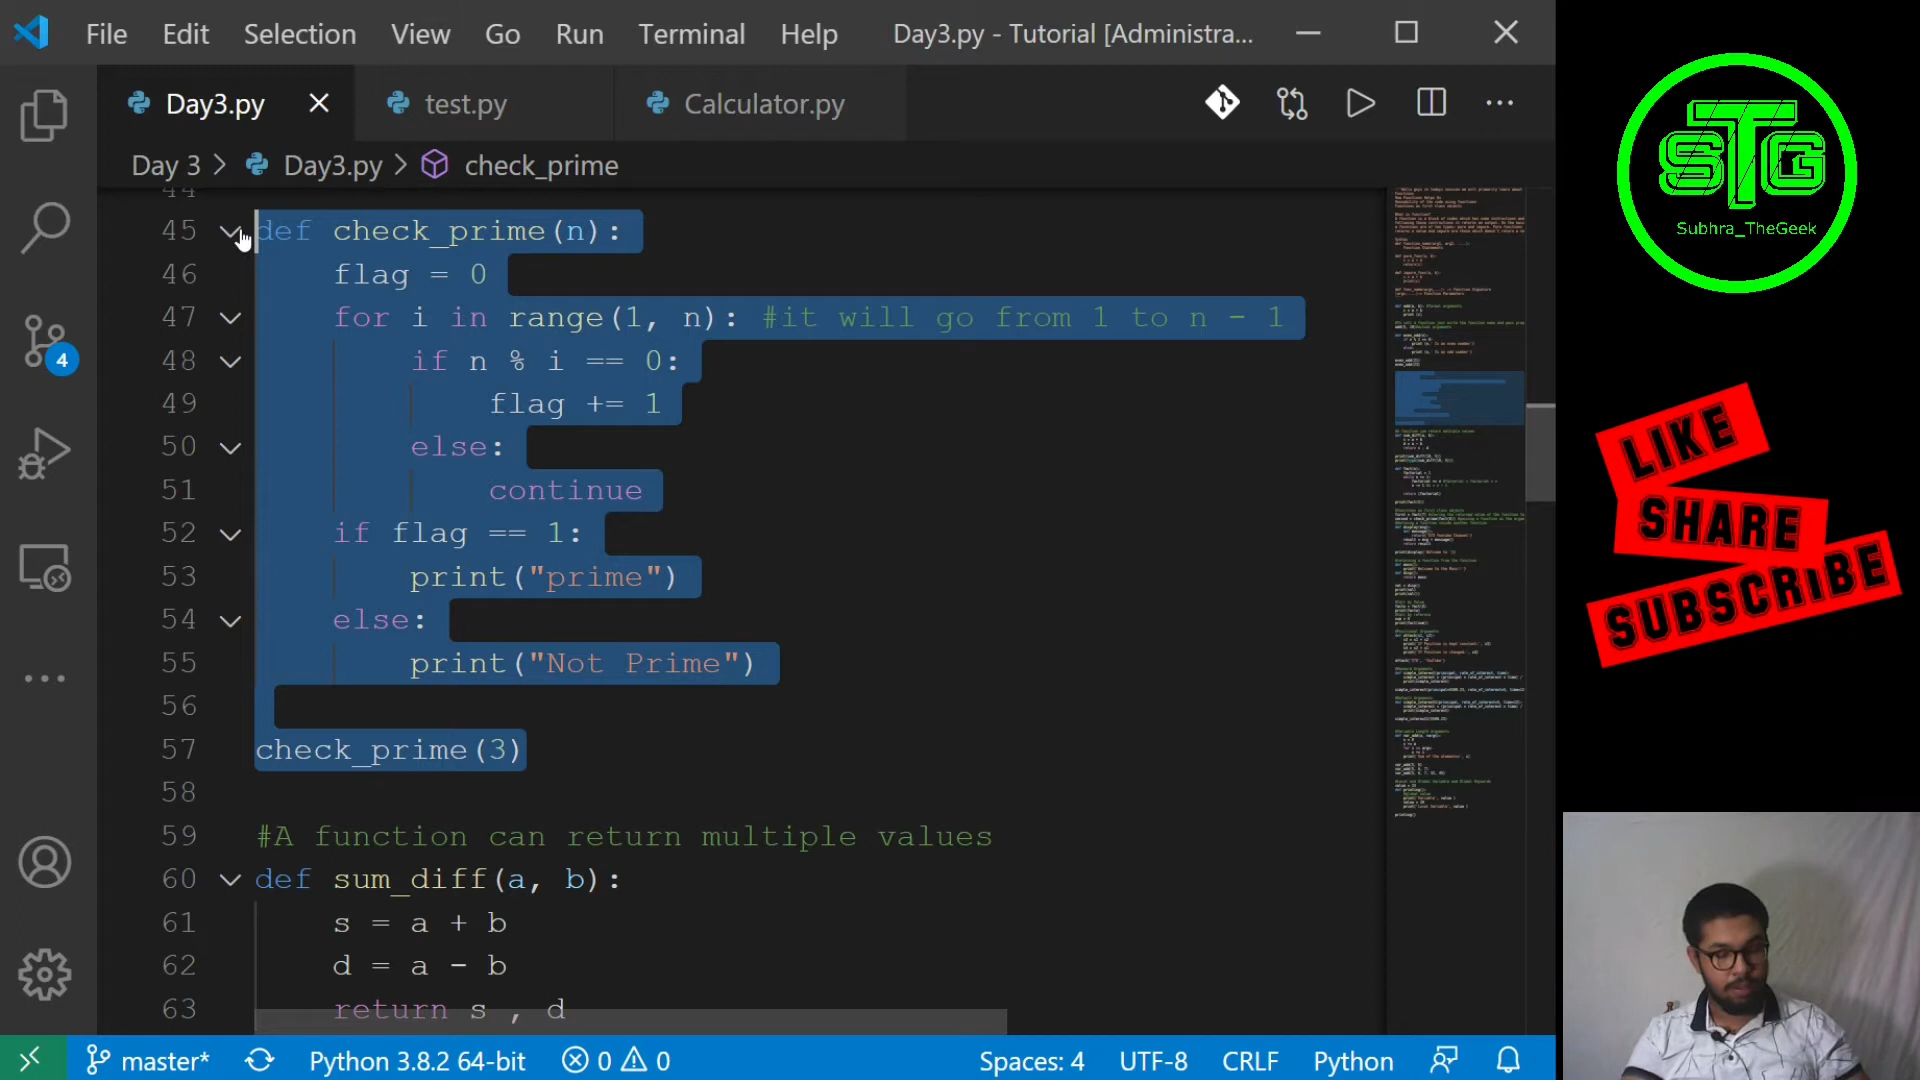 File Edit Selection View Go Run Terminal Help Day3.py - Tutorial [Administra...
Day3.py test.py Calculator.py
Day 3 > Day3.py > check_prime
44
45 def check_prime(n):
46 flag = 0
47 for i in range(1, n): #it will go from 1 to n - 1
48 if n % i == 0:
49 flag += 1
50 else:
51 continue
52 if flag == 1:
53 print("prime")
54 else:
55 print("Not Prime")
56
57 check_prime(3)
58
59 #A function can return multiple values
60 def sum_diff(a, b):
61 s = a + b
62 d = a - b
63 return s , d
4
master* Python 3.8.2 64-bit 0 0 Spaces: 4 UTF-8 CRLF Python
STG
Subhra_TheGeek
LIKE
SHARE
SUBSCRIBE